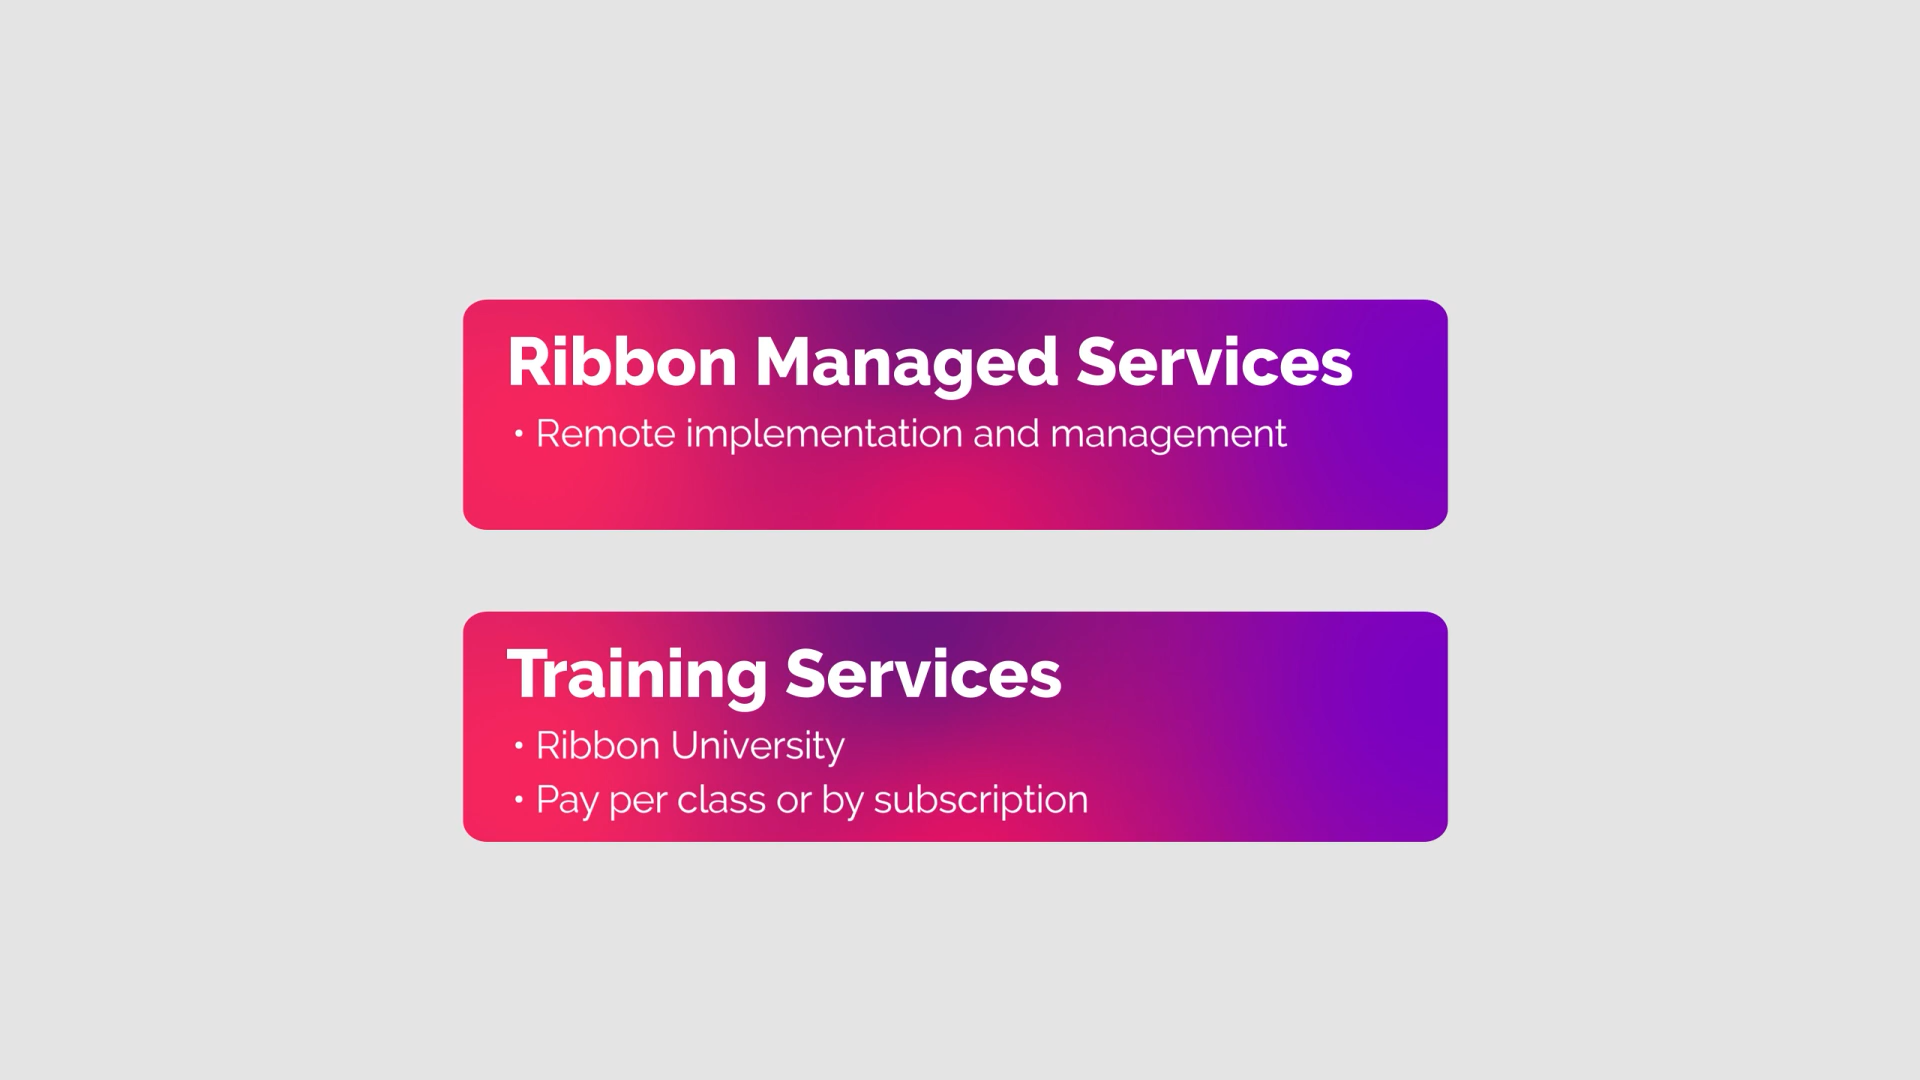 Ribbon Managed Services
• Remote implementation and management
Training Services
• Ribbon University
• Pay per class or by subscription